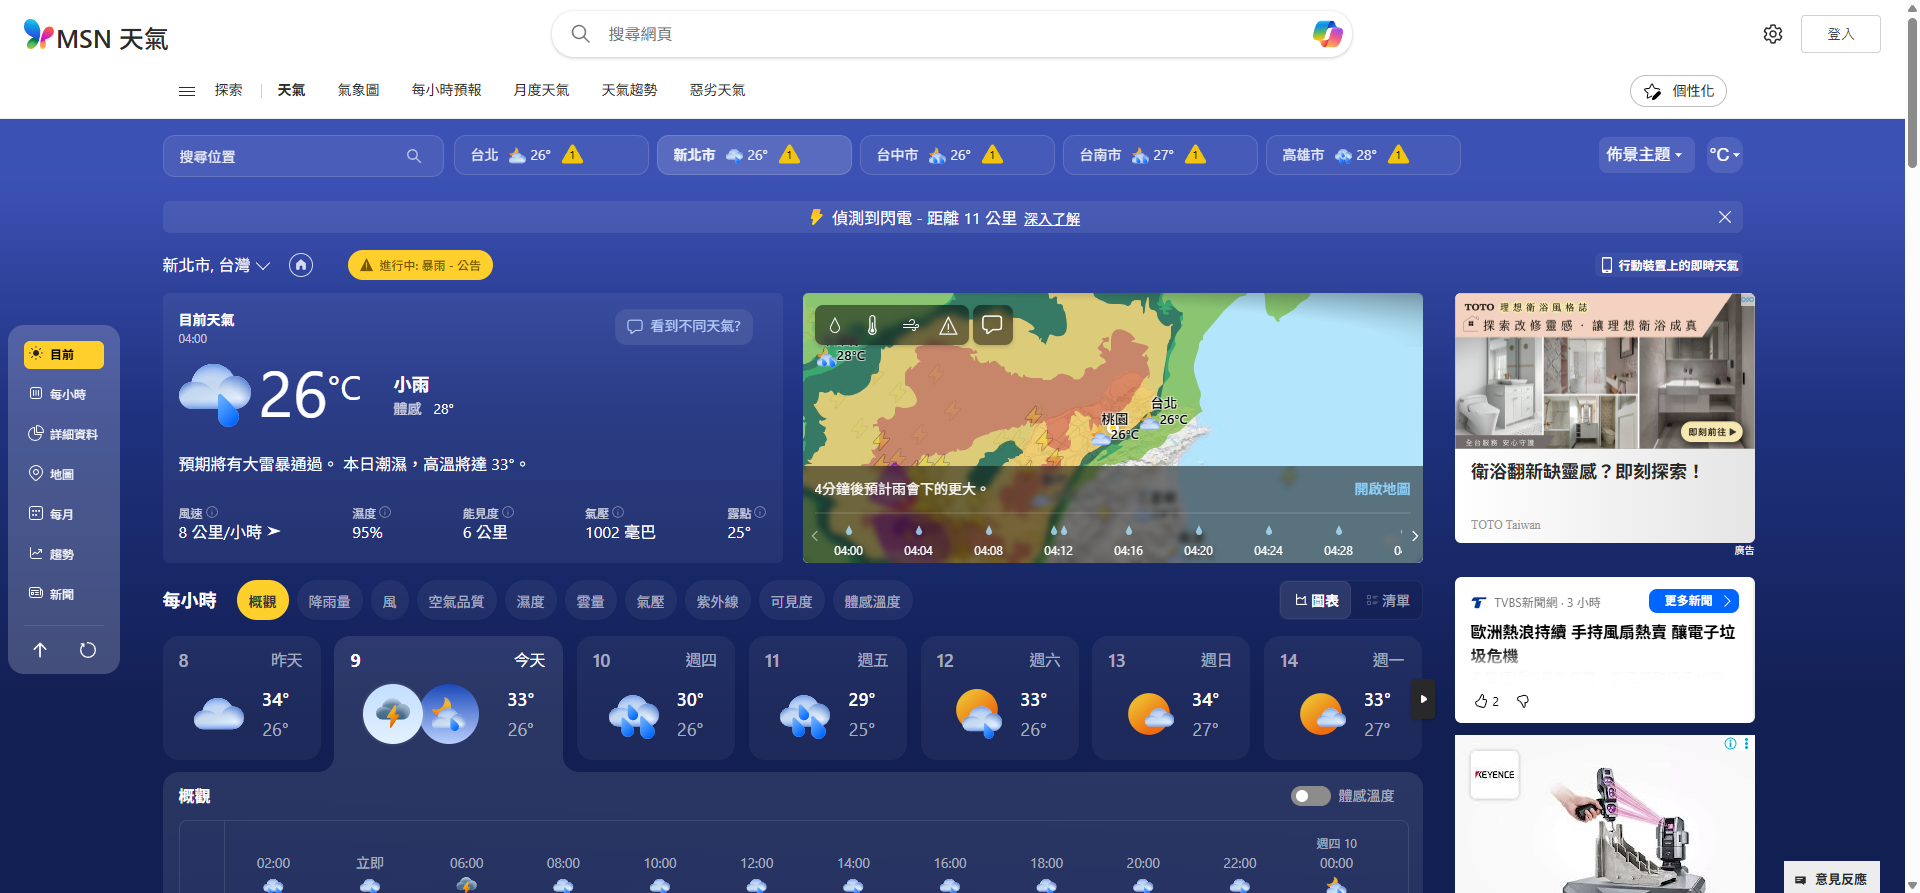 MSN 天氣
搜尋網頁
登入
探索
天氣
氣象圖
每小時預報
月度天氣
天氣趨勢
惡劣天氣
個性化
搜尋位置
台北 26° 1
新北市 26° 1
台中市 26° 1
台南市 27° 1
高雄市 28° 1
佈景主題
°C
偵測到閃電 - 距離 11 公里 深入了解
新北市, 台灣
進行中: 暴雨 - 公告
行動裝置上的即時天氣
目前
每小時
詳細資料
地圖
每月
趨勢
新聞
目前天氣
04:00
看到不同天氣?
26°C
小雨
體感 28°
預期將有大雷暴通過。 本日潮濕，高溫將達 33°。
風速
8 公里/小時
濕度
95%
能見度
6 公里
氣壓
1002 毫巴
露點
25°
28°C
台北
26°C
桃園
26°C
4分鐘後預計雨會下的更大。
開啟地圖
04:00 04:04 04:08 04:12 04:16 04:20 04:24 04:28
TOTO 理想衛浴風格誌
探索改修靈感．讓理想衛浴成真
全台服務 安心守護
即刻前往
衛浴翻新缺靈感？即刻探索！
TOTO Taiwan
廣告
每小時
概觀
降雨量
風
空氣品質
濕度
雲量
氣壓
紫外線
可見度
體感溫度
圖表
清單
8 昨天
34°
26°
9 今天
33°
26°
10 週四
30°
26°
11 週五
29°
25°
12 週六
33°
26°
13 週日
34°
27°
14 週一
33°
27°
TVBS新聞網 · 3 小時
更多新聞
歐洲熱浪持續 手持風扇熱賣 釀電子垃
圾危機
2
KEYENCE
概觀
體感溫度
週四 10
02:00 立即 06:00 08:00 10:00 12:00 14:00 16:00 18:00 20:00 22:00 00:00
意見反應